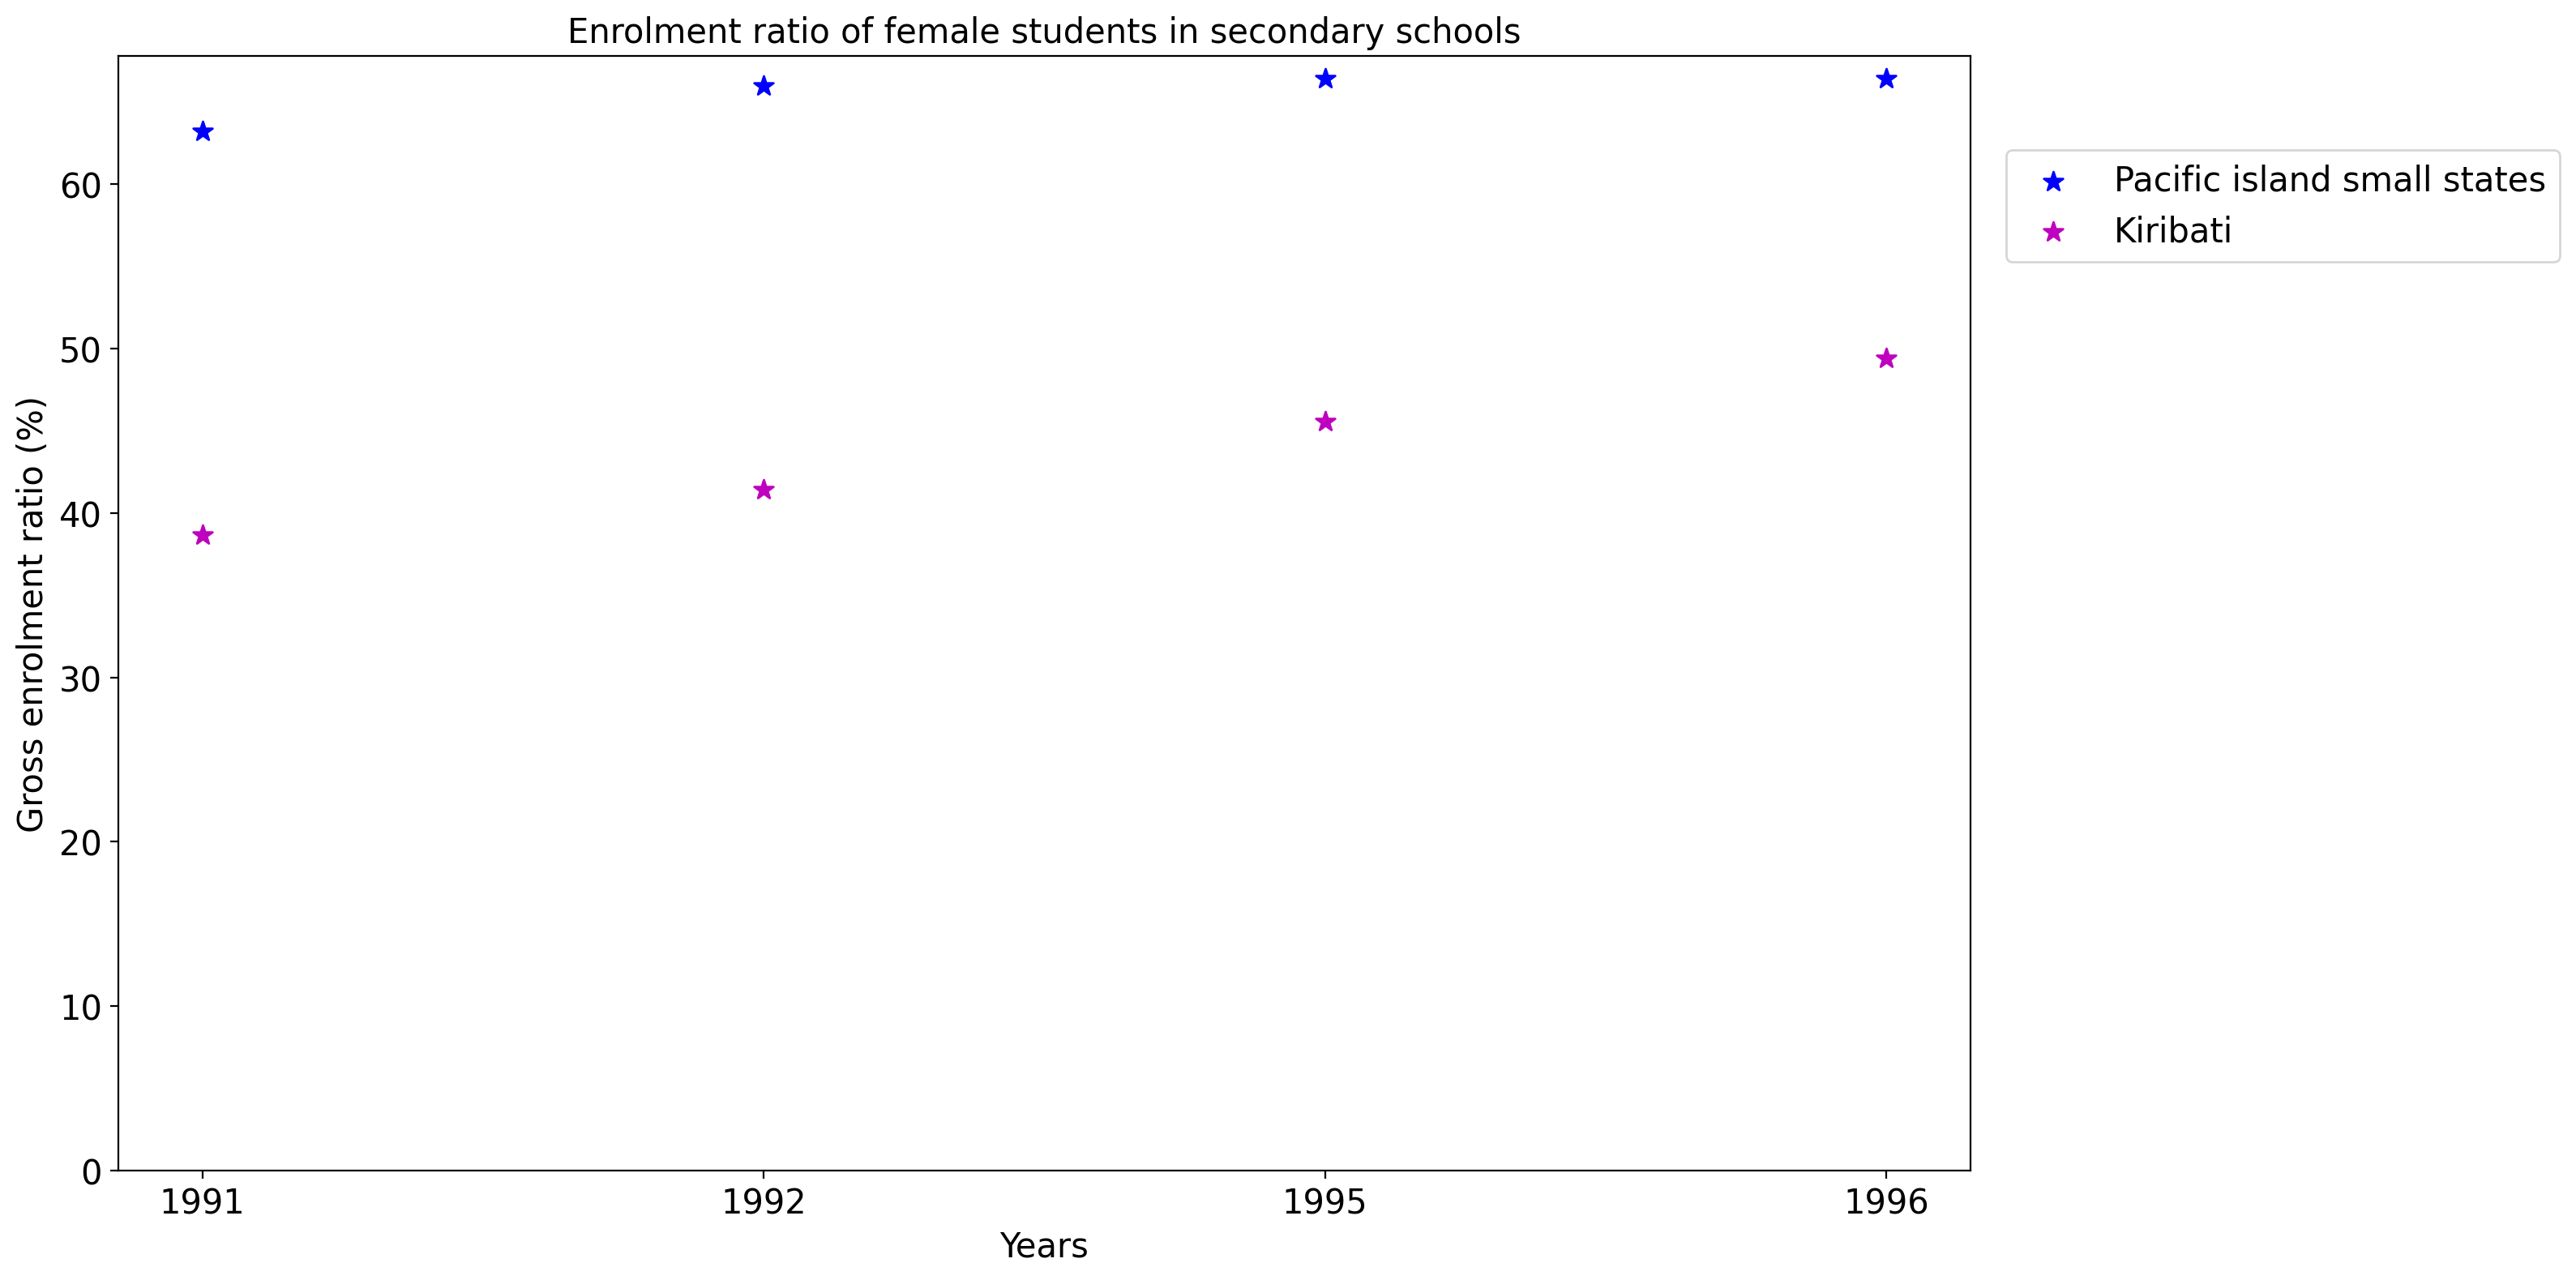 Enrolment ratio of female students in secondary schools
Gross enrolment ratio (%)
60
50
40
30
20
10
0
1991 1992 1995 1996
Years
Pacific island small states
Kiribati